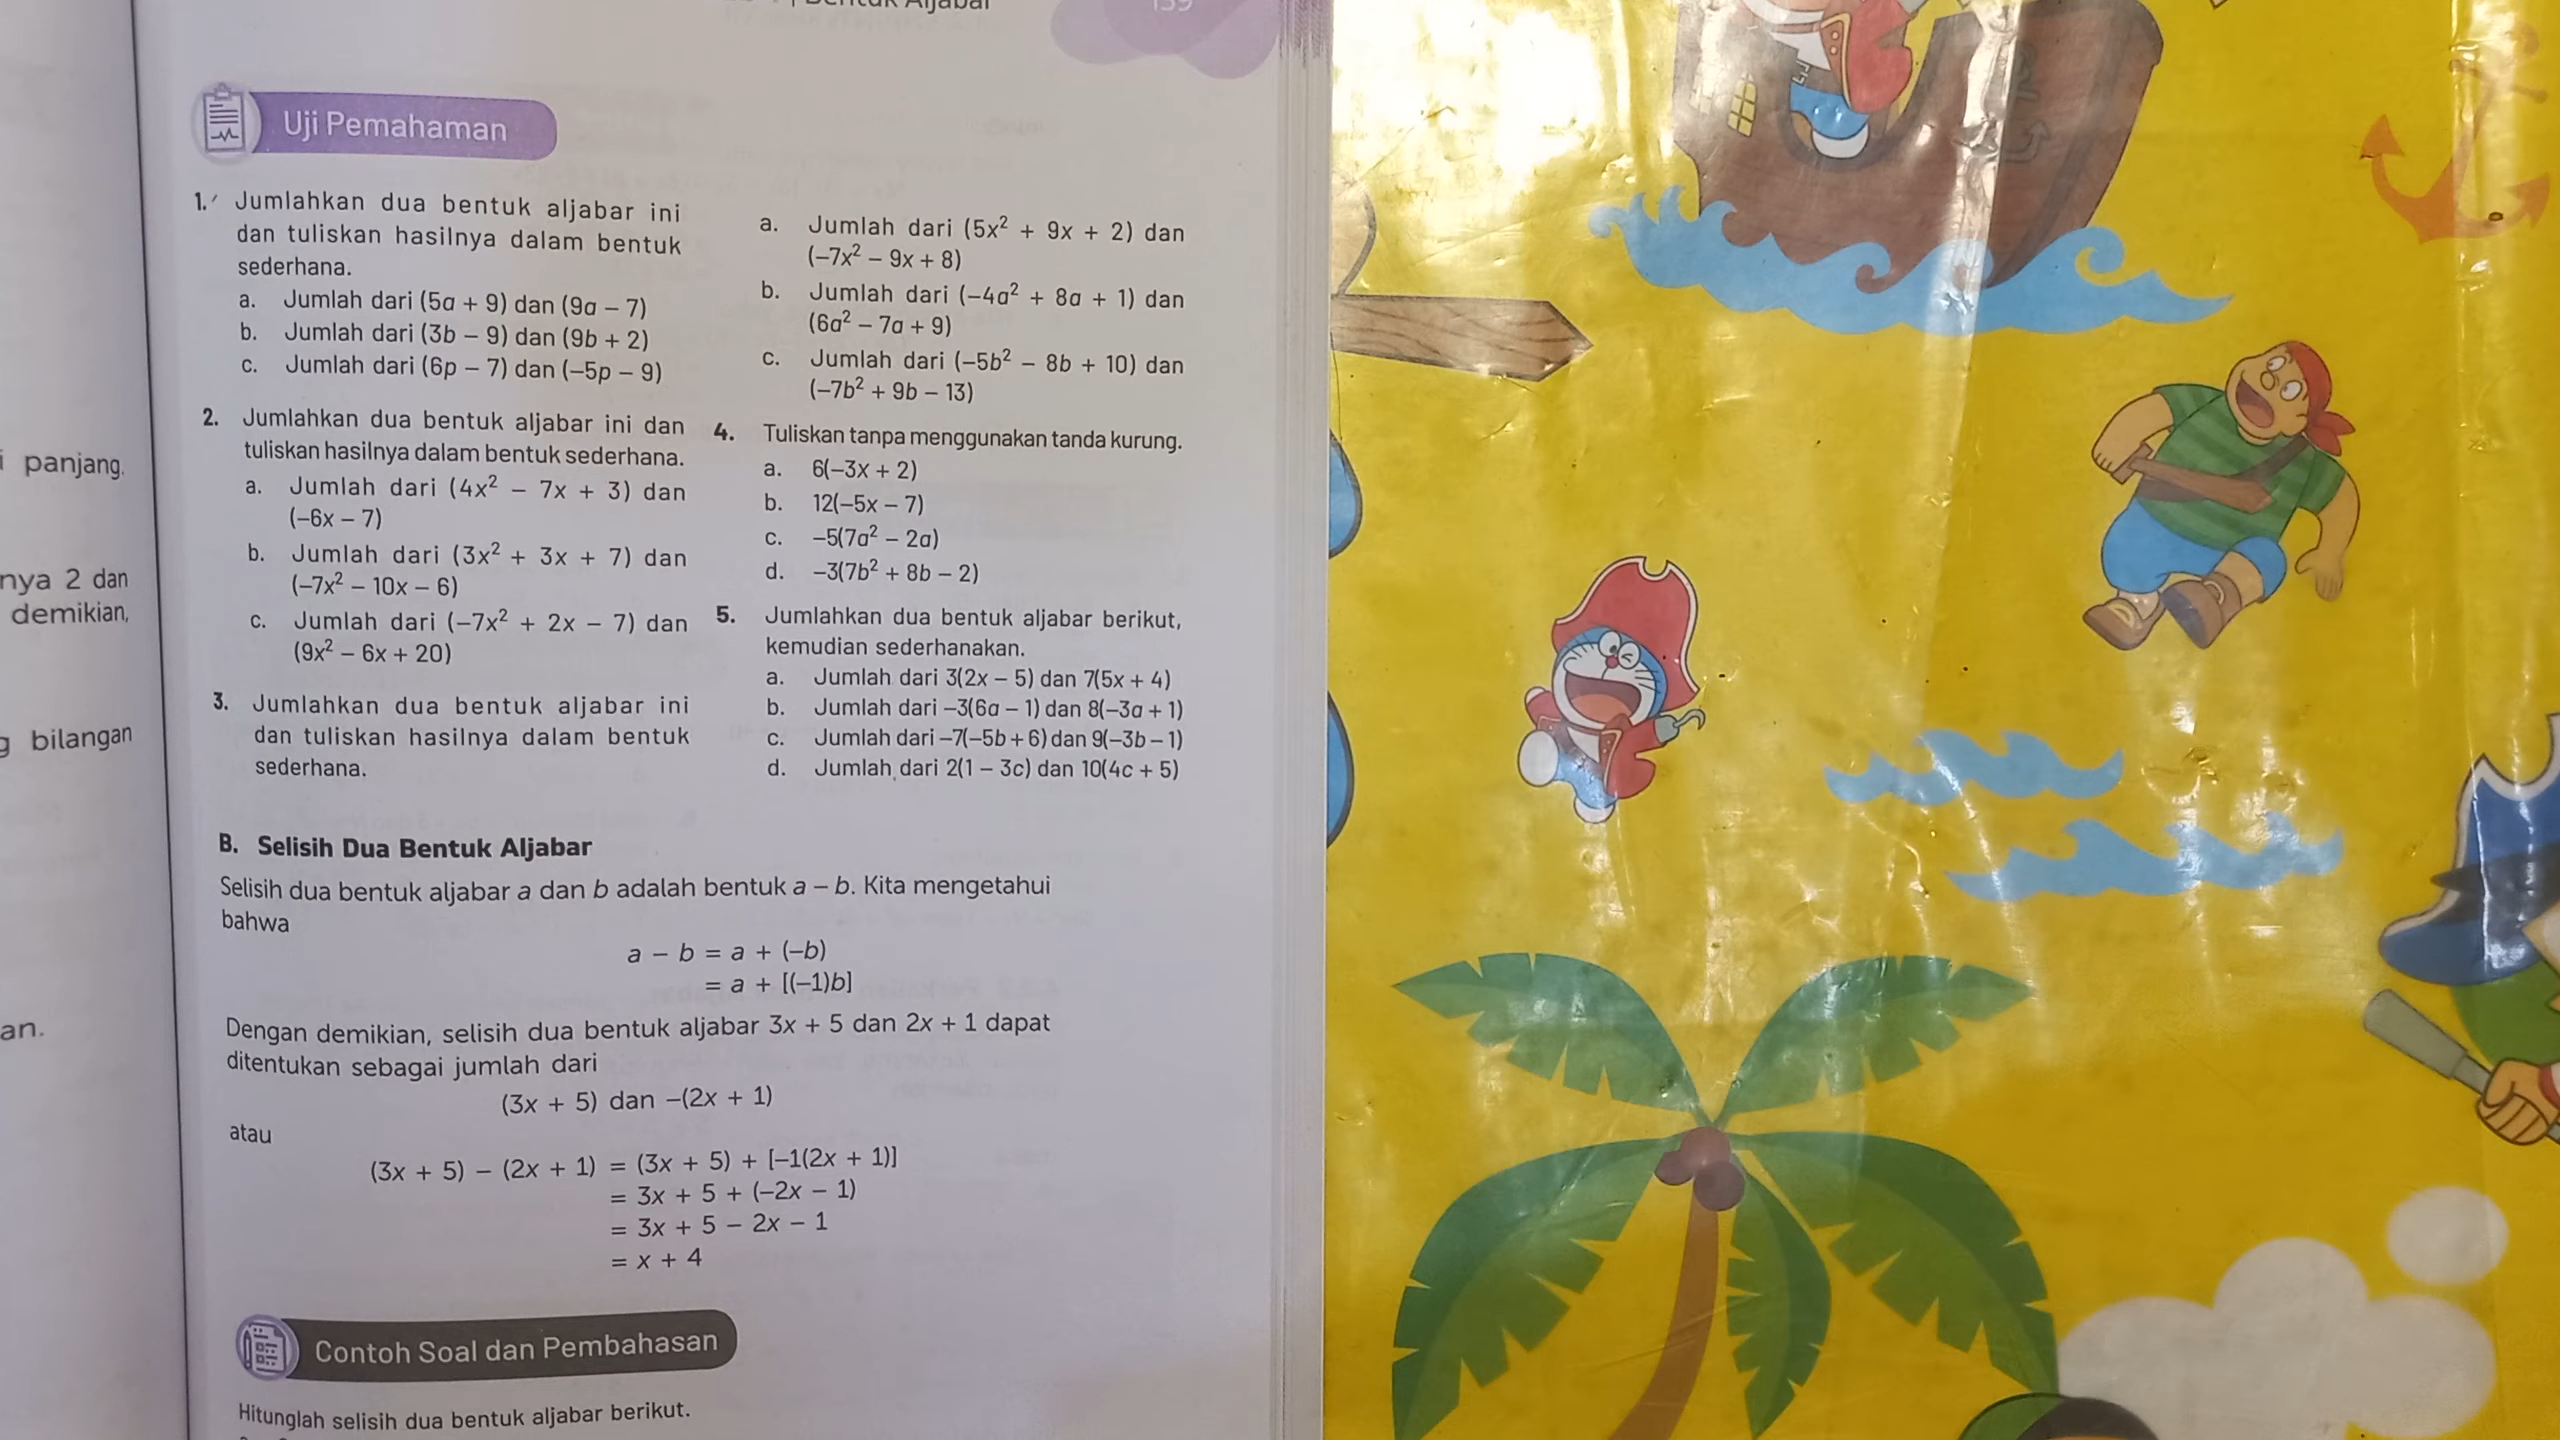 Bentuk Aljabar
159
Uji Pemahaman
1. Jumlahkan dua bentuk aljabar ini
dan tuliskan hasilnya dalam bentuk
sederhana.
a. Jumlah dari (5a + 9) dan (9a – 7)
b. Jumlah dari (3b – 9) dan (9b + 2)
c. Jumlah dari (6p – 7) dan (–5p – 9)
2. Jumlahkan dua bentuk aljabar ini dan
tuliskan hasilnya dalam bentuk sederhana.
a. Jumlah dari (4x² – 7x + 3) dan
(–6x – 7)
b. Jumlah dari (3x² + 3x + 7) dan
(–7x² – 10x – 6)
c. Jumlah dari (–7x² + 2x – 7) dan
(9x² – 6x + 20)
3. Jumlahkan dua bentuk aljabar ini
dan tuliskan hasilnya dalam bentuk
sederhana.
a. Jumlah dari (5x² + 9x + 2) dan
(–7x² – 9x + 8)
b. Jumlah dari (–4a² + 8a + 1) dan
(6a² – 7a + 9)
c. Jumlah dari (–5b² – 8b + 10) dan
(–7b² + 9b – 13)
4. Tuliskan tanpa menggunakan tanda kurung.
a. 6(–3x + 2)
b. 12(–5x – 7)
c. –5(7a² – 2a)
d. –3(7b² + 8b – 2)
5. Jumlahkan dua bentuk aljabar berikut,
kemudian sederhanakan.
a. Jumlah dari 3(2x – 5) dan 7(5x + 4)
b. Jumlah dari –3(6a – 1) dan 8(–3a + 1)
c. Jumlah dari –7(–5b + 6) dan 9(–3b – 1)
d. Jumlah dari 2(1 – 3c) dan 10(4c + 5)
B. Selisih Dua Bentuk Aljabar
Selisih dua bentuk aljabar a dan b adalah bentuk a – b. Kita mengetahui
bahwa
a – b = a + (–b)
= a + [(–1)b]
Dengan demikian, selisih dua bentuk aljabar 3x + 5 dan 2x + 1 dapat
ditentukan sebagai jumlah dari
(3x + 5) dan –(2x + 1)
atau
(3x + 5) – (2x + 1) = (3x + 5) + [–1(2x + 1)]
= 3x + 5 + (–2x – 1)
= 3x + 5 – 2x – 1
= x + 4
Contoh Soal dan Pembahasan
Hitunglah selisih dua bentuk aljabar berikut.
panjang.
nya 2 dan
demikian,
bilangan
an.